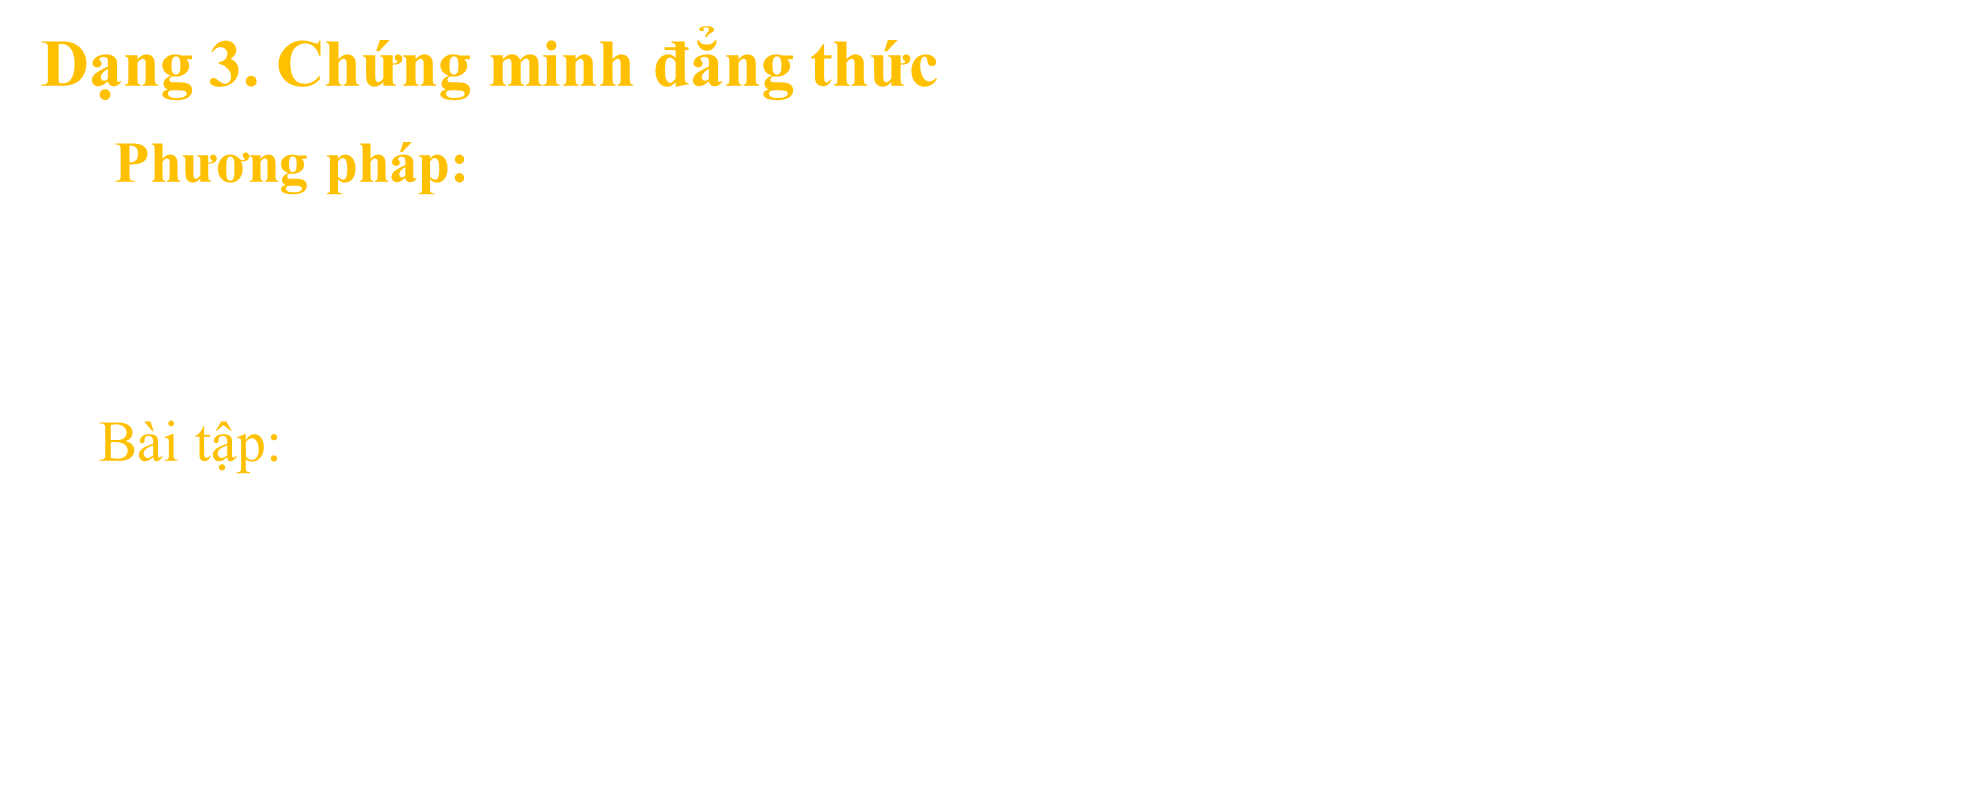 Dạng 3. Chứng minh đẳng thức
Phương pháp:
Bài tập: